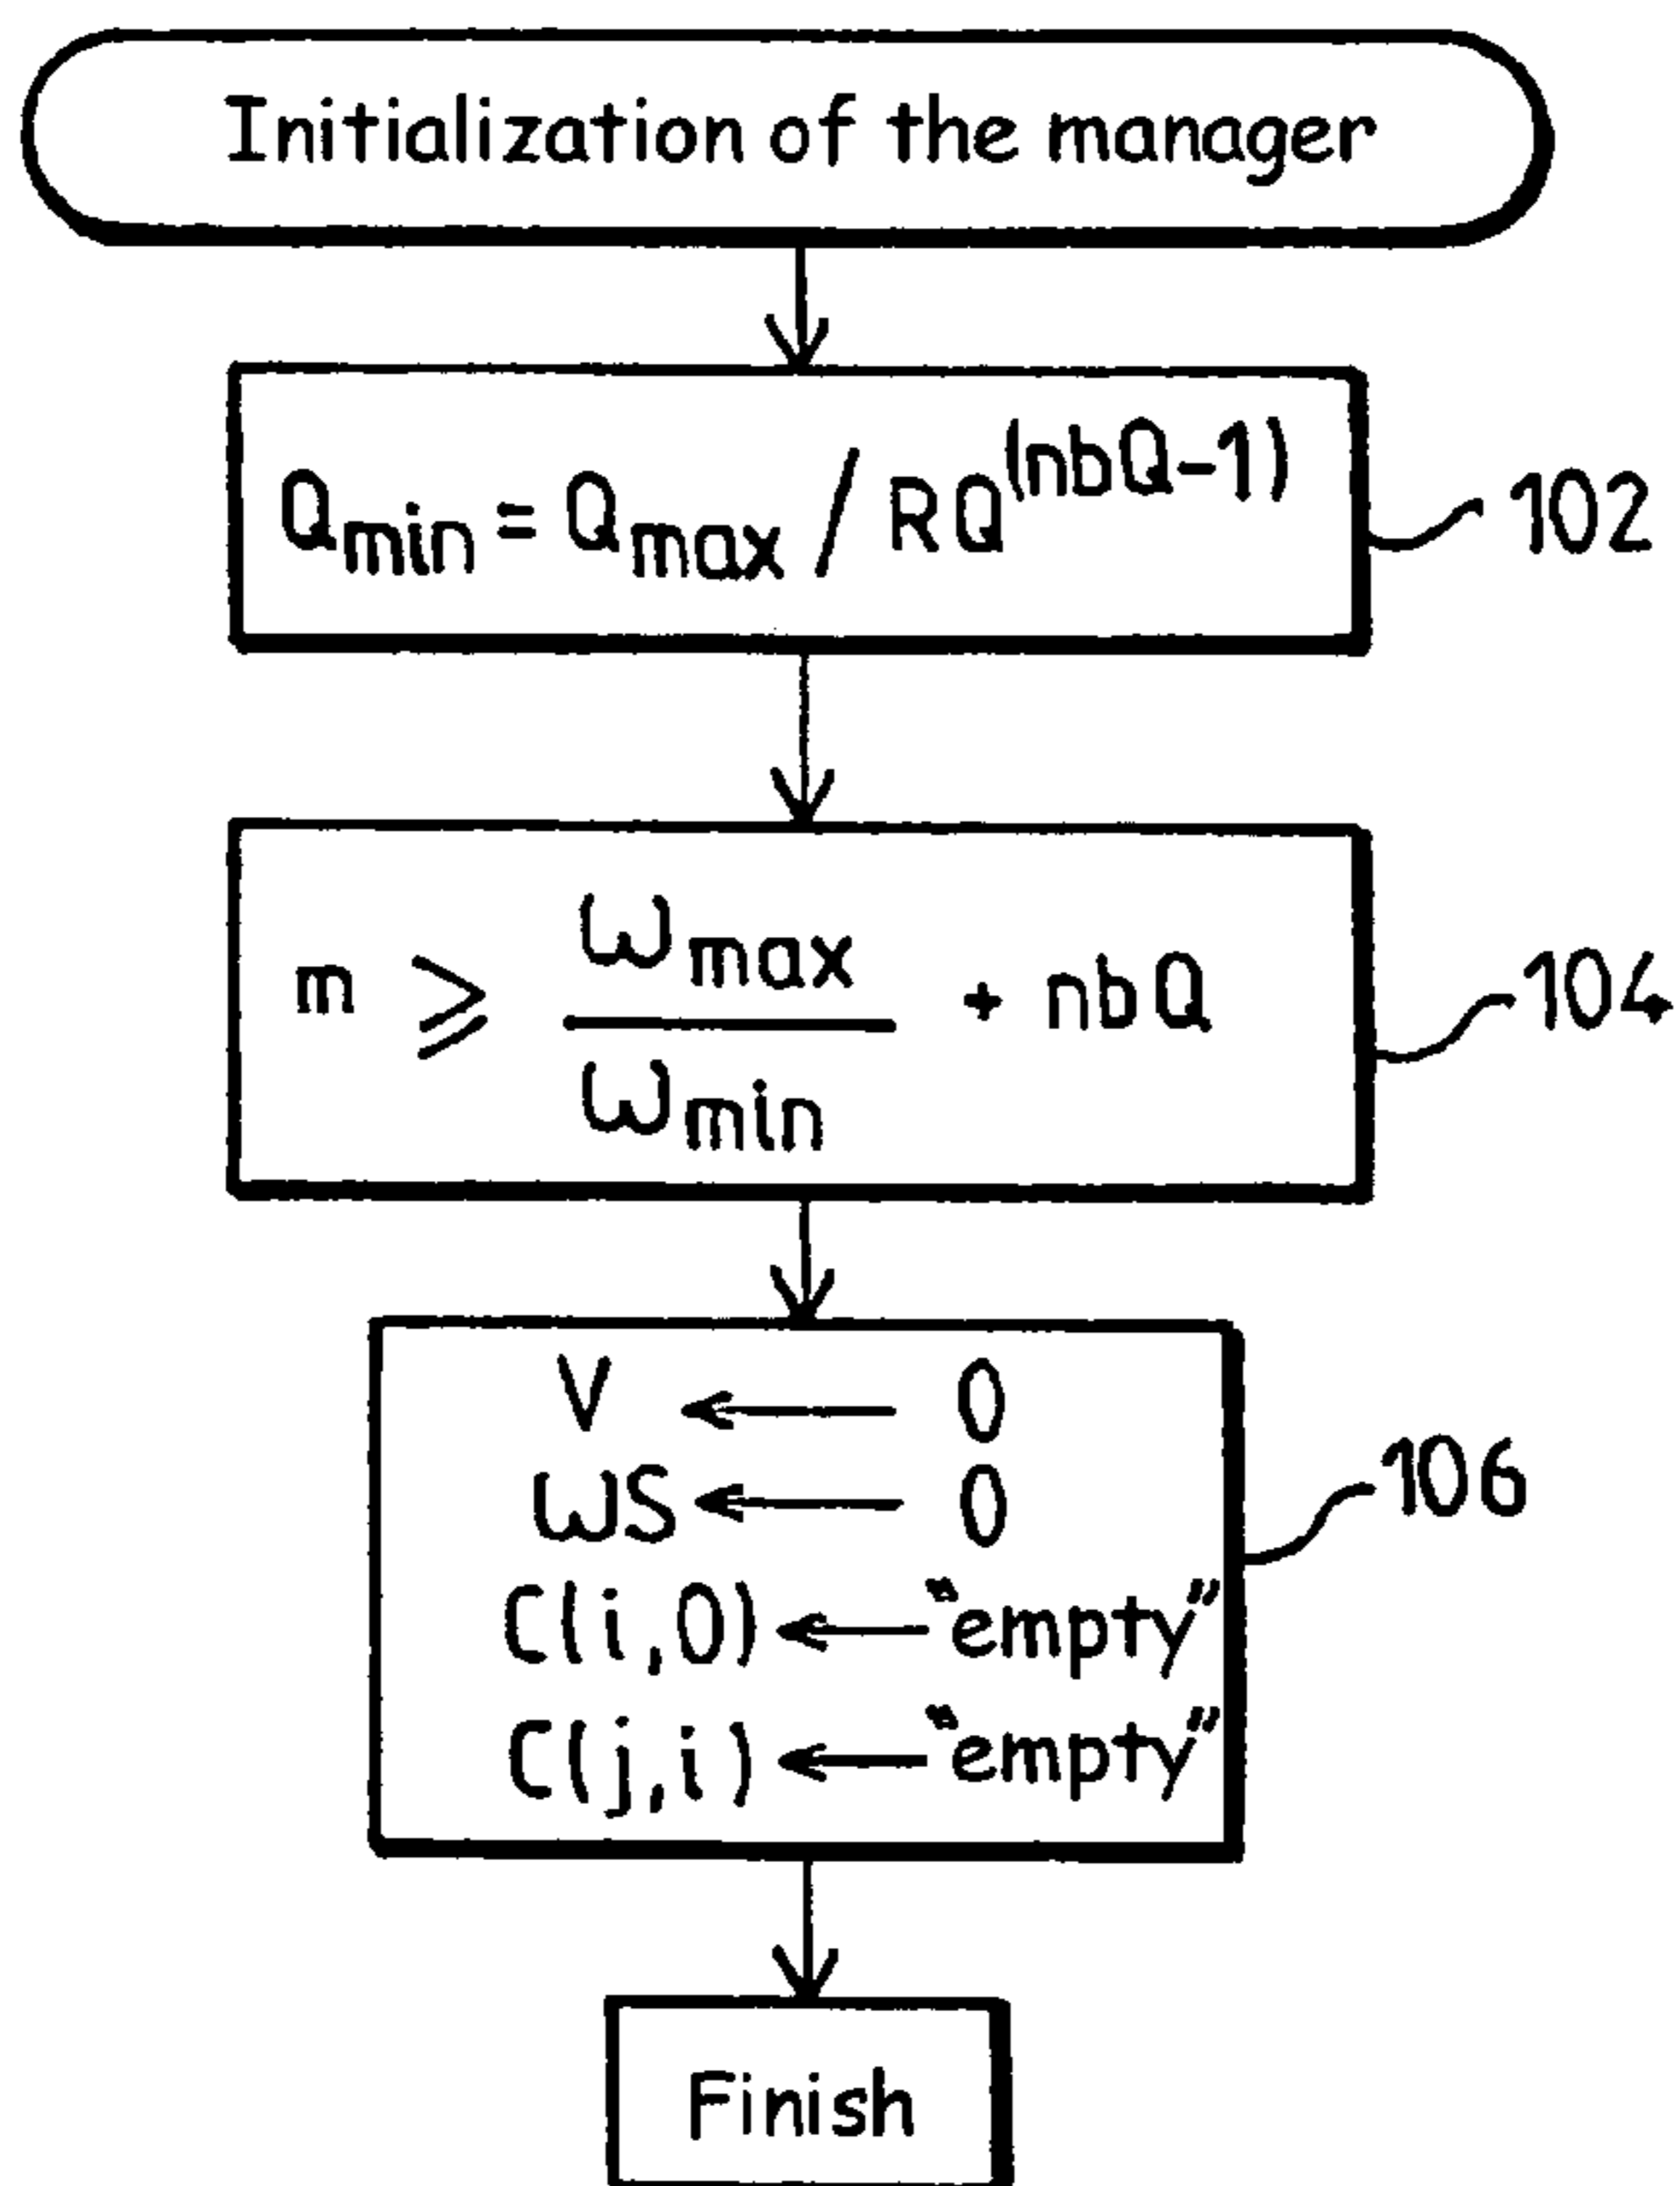 Initialization of the manager
Qmin = Qmax / RQ^(nbQ-1)
102
m ⩾ ωmax / ωmin + nbQ
104
V ← 0
ωS ← 0
C(i,0) ← "empty"
C(j,i) ← "empty"
106
Finish